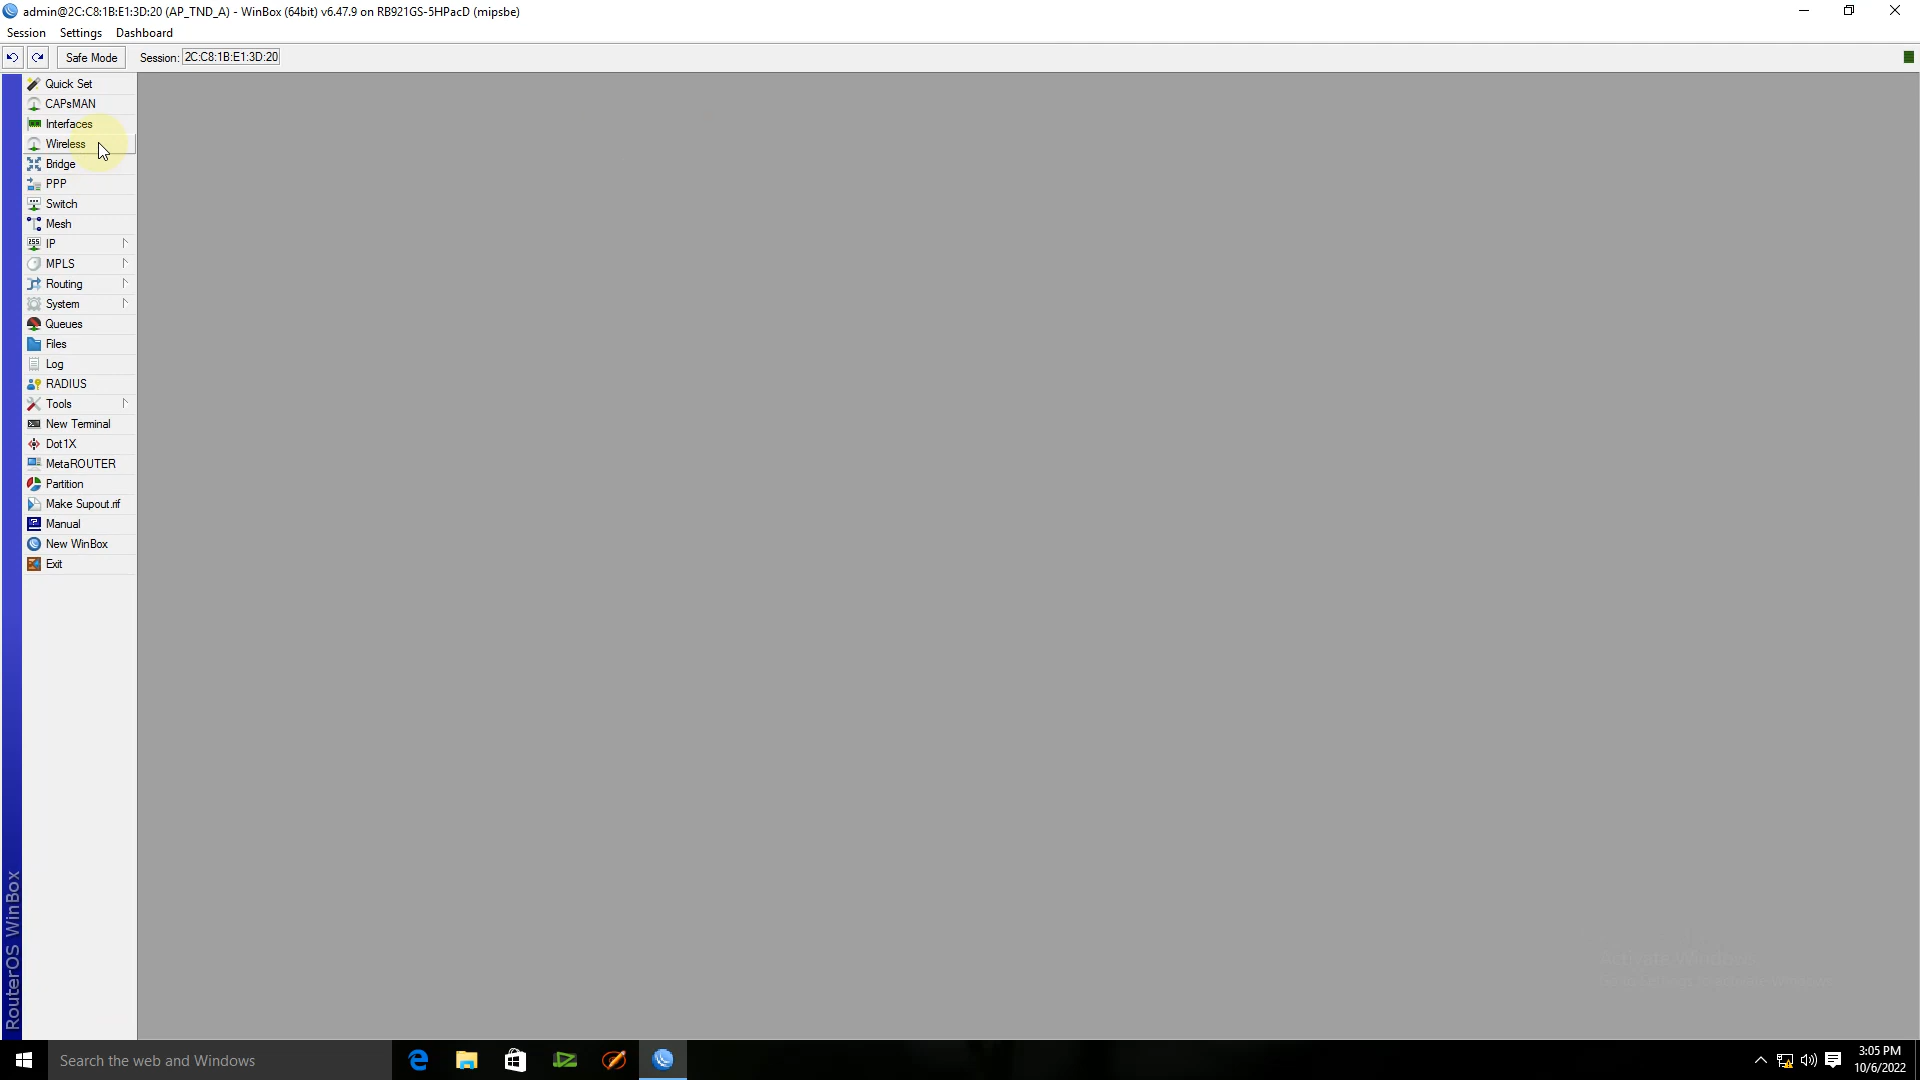 admin@2C:C8:1B:E1:3D:20 (AP_TND_A) - WinBox (64bit) v6.47.9 on RB921GS-5HPacD (mipsbe)
Session Settings Dashboard
Safe Mode Session: 2C:C8:1B:E1:3D:20
Quick Set
CAPsMAN
Interfaces
Wireless
Bridge
PPP
Switch
Mesh
255 IP
MPLS
Routing
System
Queues
Files
Log
RADIUS
Tools
New Terminal
Dot1X
MetaROUTER
Partition
Make Supout.rif
Manual
New WinBox
Exit
RouterOS WinBox
Activate Windows
Search the web and Windows
3:05 PM
10/6/2022